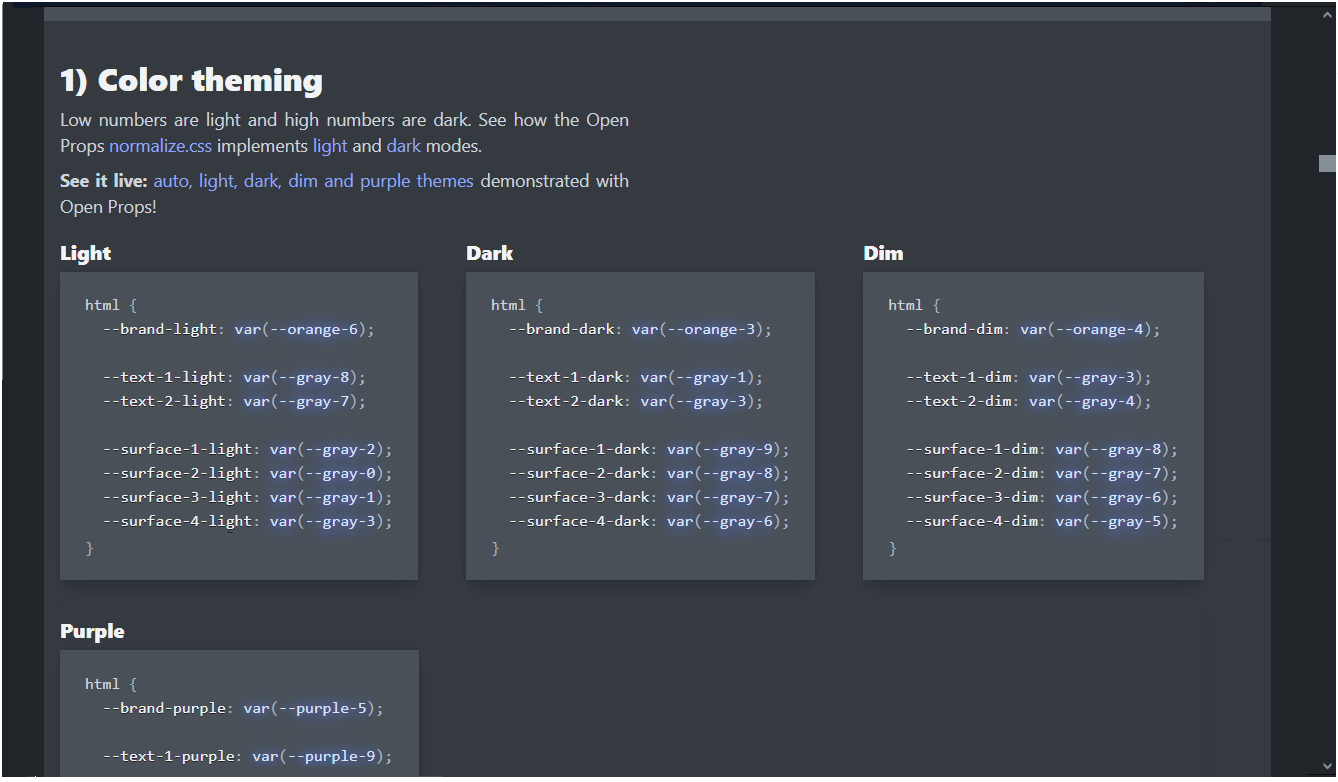 1) Color theming
Low numbers are light and high numbers are dark. See how the Open
Props normalize.css implements light and dark modes.
See it live: auto, light, dark, dim and purple themes demonstrated with
Open Props!
Light
html {
--brand-light: var(--orange-6);
--text-1-light: var(--gray-8);
--text-2-light: var(--gray-7);
--surface-1-light: var(--gray-2);
--surface-2-light: var(--gray-0);
--surface-3-light: var(--gray-1);
--surface-4-light: var(--gray-3);
}
Dark
html {
--brand-dark: var(--orange-3);
--text-1-dark: var(--gray-1);
--text-2-dark: var(--gray-3);
--surface-1-dark: var(--gray-9);
--surface-2-dark: var(--gray-8);
--surface-3-dark: var(--gray-7);
--surface-4-dark: var(--gray-6);
}
Dim
html {
--brand-dim: var(--orange-4);
--text-1-dim: var(--gray-3);
--text-2-dim: var(--gray-4);
--surface-1-dim: var(--gray-8);
--surface-2-dim: var(--gray-7);
--surface-3-dim: var(--gray-6);
--surface-4-dim: var(--gray-5);
}
Purple
html {
--brand-purple: var(--purple-5);
--text-1-purple: var(--purple-9);